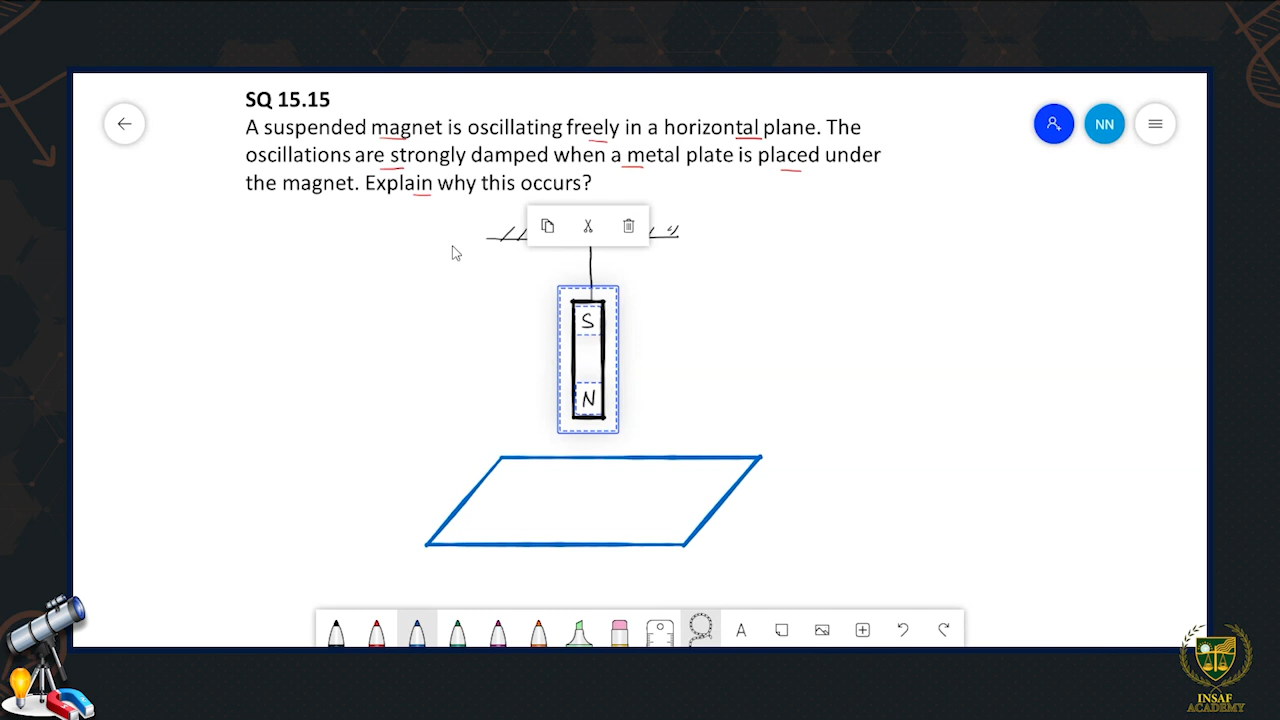 SQ 15.15
A suspended magnet is oscillating freely in a horizontal plane. The
oscillations are strongly damped when a metal plate is placed under
the magnet. Explain why this occurs?
NN
S
N
A
INSAF
ACADEMY